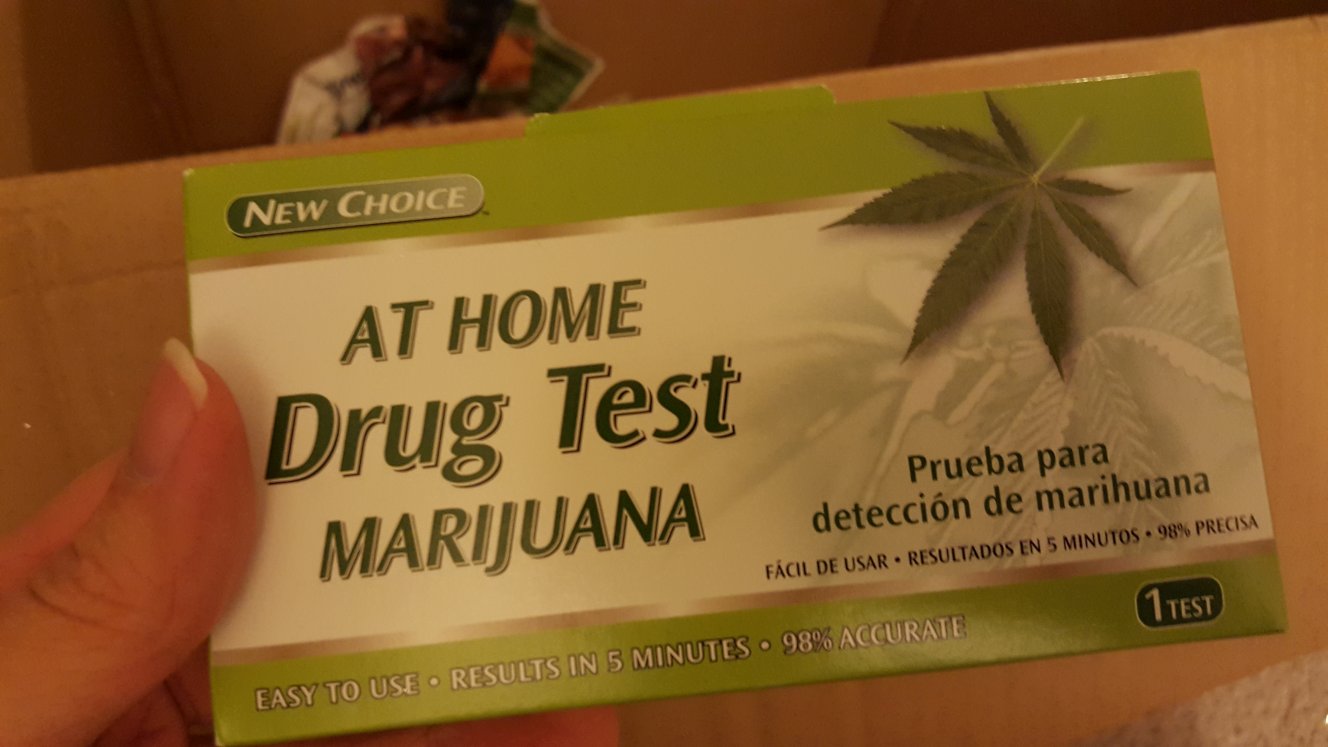 NEW CHOICE
AT HOME
Drug Test
MARIJUANA
Prueba para
detección de marihuana
FÁCIL DE USAR • RESULTADOS EN 5 MINUTOS • 98% PRECISA
1 TEST
EASY TO USE • RESULTS IN 5 MINUTES • 98% ACCURATE